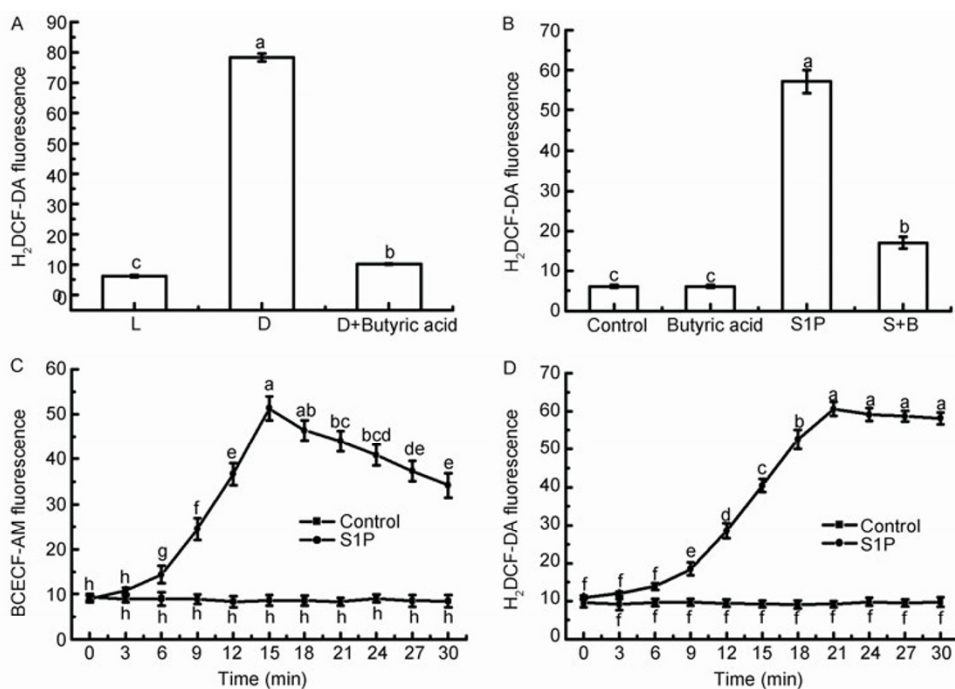 A
H₂DCF-DA fluorescence
90
80
70
60
50
40
30
20
10
0
a
c
b
L D D+Butyric acid
B
H₂DCF-DA fluorescence
70
60
50
40
30
20
10
0
a
b
c c
Control Butyric acid S1P S+B
C
BCECF-AM fluorescence
60
50
40
30
20
10
0
a
ab
bc
bcd
e de
e
f
g
h h
h h h h h h h h h h
Control
S1P
0 3 6 9 12 15 18 21 24 27 30
Time (min)
D
H₂DCF-DA fluorescence
70
60
50
40
30
20
10
0
a a a a
b
c
d
e
f f f
f f f f f f f f f f
Control
S1P
0 3 6 9 12 15 18 21 24 27 30
Time (min)